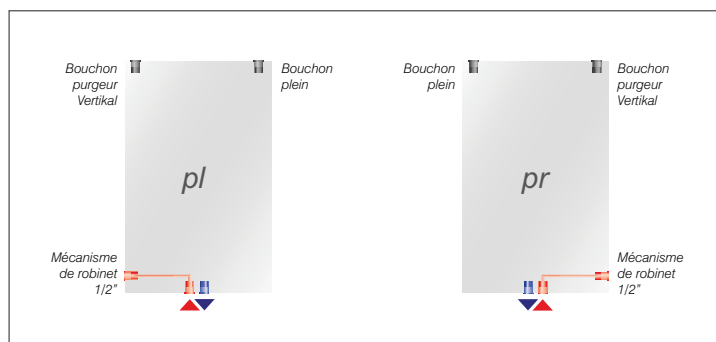 Bouchon
purgeur
Vertikal
Bouchon
plein
pl
Mécanisme
de robinet
1/2"
Bouchon
plein
Bouchon
purgeur
Vertikal
pr
Mécanisme
de robinet
1/2"